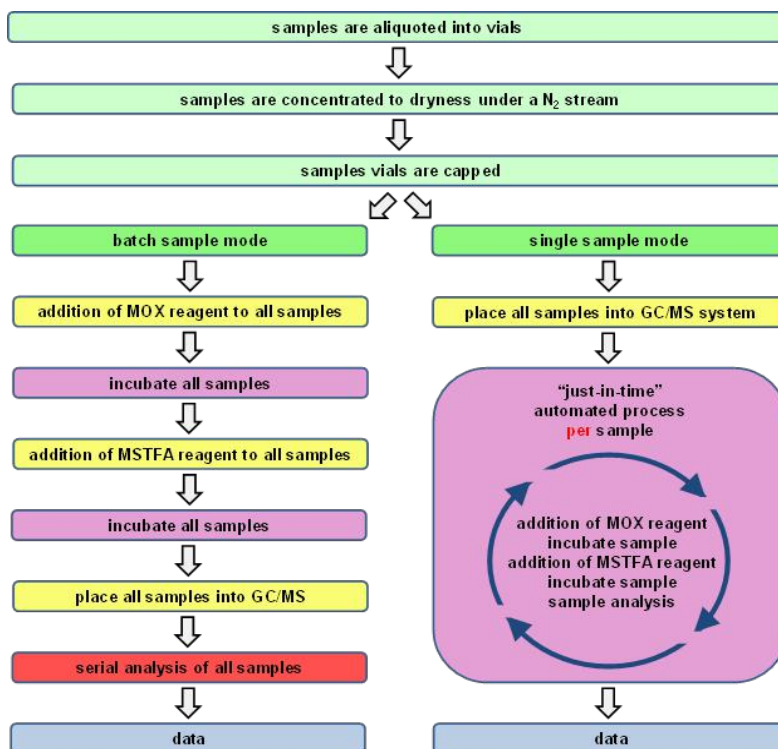 samples are aliquoted into vials
samples are concentrated to dryness under a N₂ stream
samples vials are capped
batch sample mode
addition of MOX reagent to all samples
incubate all samples
addition of MSTFA reagent to all samples
incubate all samples
place all samples into GC/MS
serial analysis of all samples
data
single sample mode
place all samples into GC/MS system
“just-in-time”
automated process
per sample
addition of MOX reagent
incubate sample
addition of MSTFA reagent
incubate sample
sample analysis
data